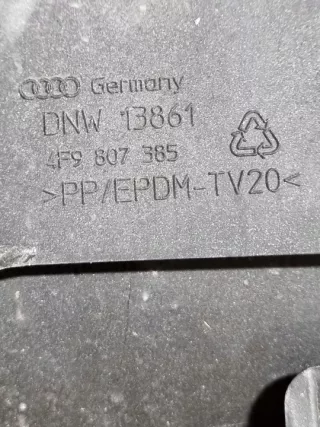 Germany
DNW 13861
4F9 807 385
>PP/EPDM-TV20<